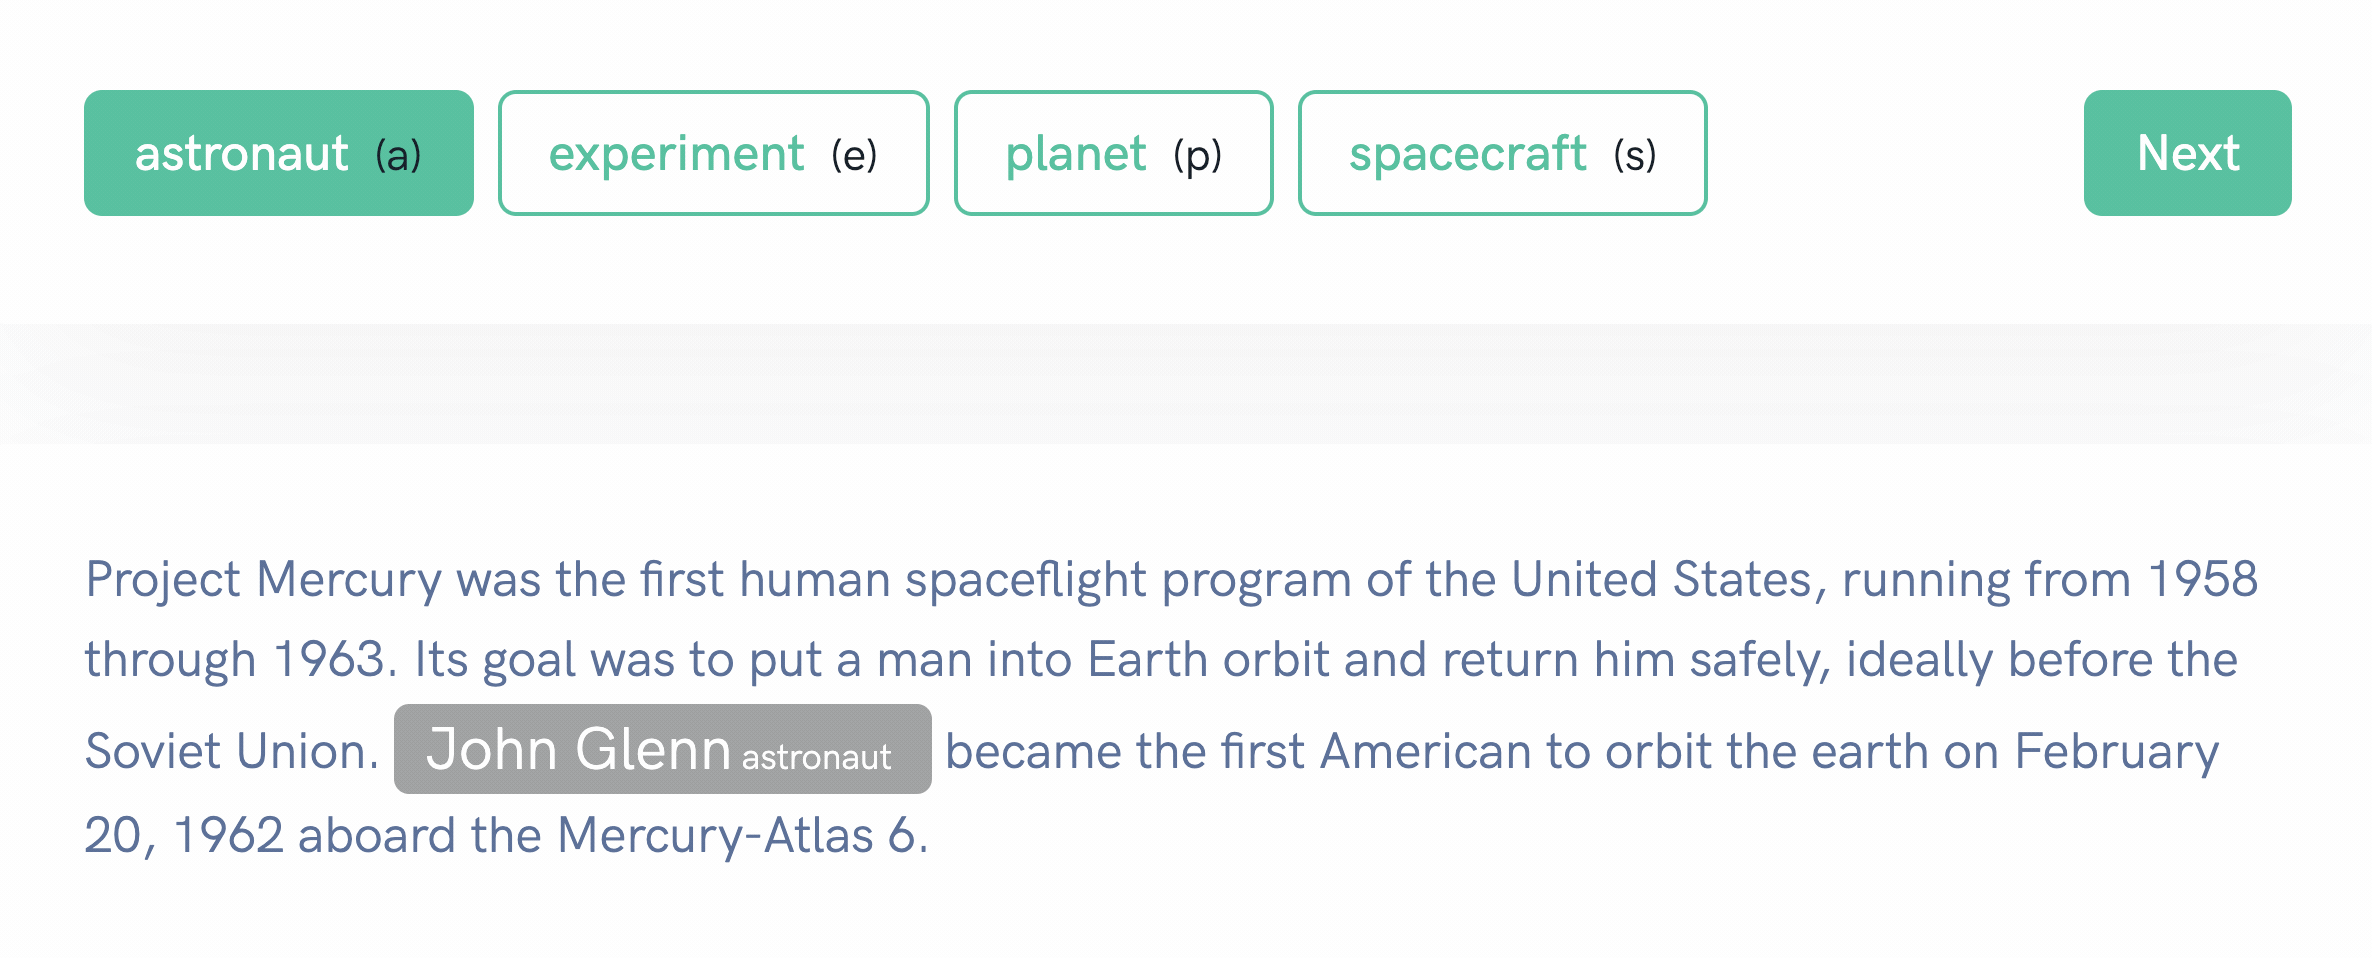 astronaut (a) experiment (e) planet (p) spacecraft (s) Next
Project Mercury was the first human spaceflight program of the United States, running from 1958
through 1963. Its goal was to put a man into Earth orbit and return him safely, ideally before the
Soviet Union. John Glenn astronaut became the first American to orbit the earth on February
20, 1962 aboard the Mercury-Atlas 6.